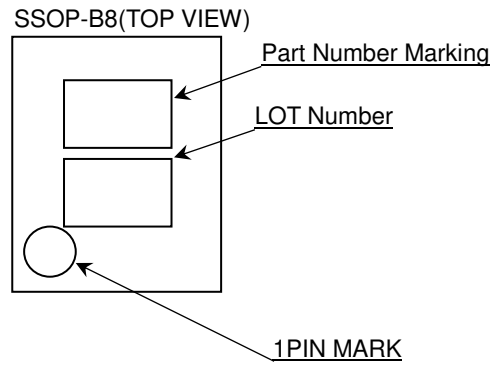 SSOP-B8(TOP VIEW)
Part Number Marking
LOT Number
1PIN MARK